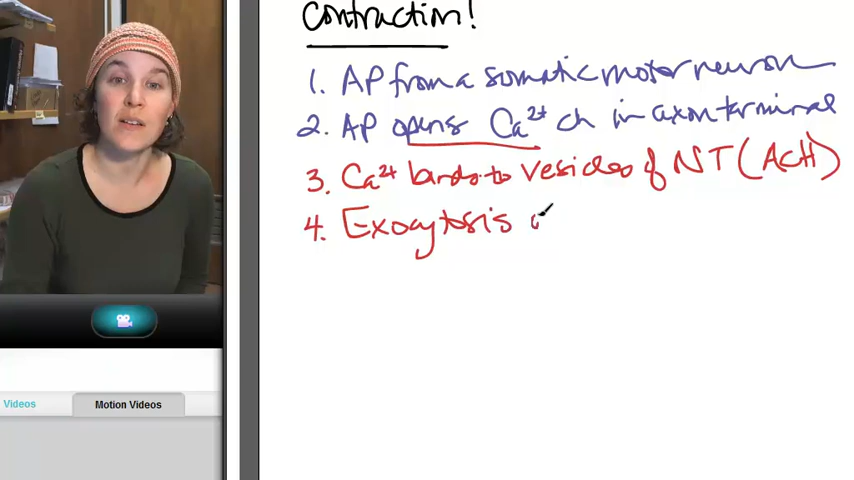 contraction!
1. AP from a somatic motor neuron
2. AP opens Ca²⁺ ch in axon terminal
3. Ca²⁺ binds to vesicles of NT (ACH)
4. Exocytosis o
Videos
Motion Videos